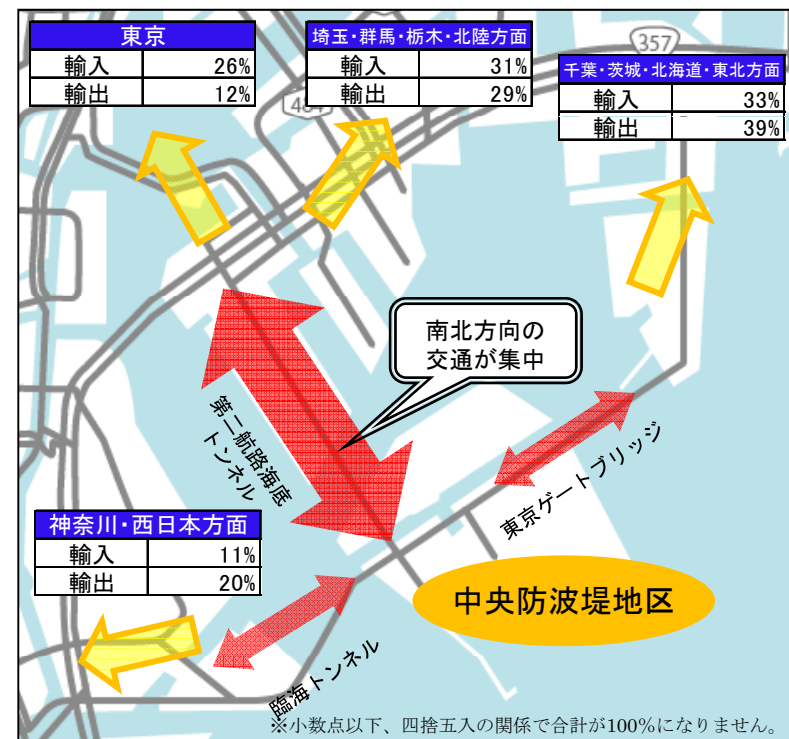 東京
輸入 26%
輸出 12%
埼玉・群馬・栃木・北陸方面
輸入 31%
輸出 29%
357
千葉・茨城・北海道・東北方面
輸入 33%
輸出 39%
南北方向の
交通が集中
第二航路海底
トンネル
東京ゲートブリッジ
神奈川・西日本方面
輸入 11%
輸出 20%
中央防波堤地区
臨海トンネル
※小数点以下、四捨五入の関係で合計が100%になりません。